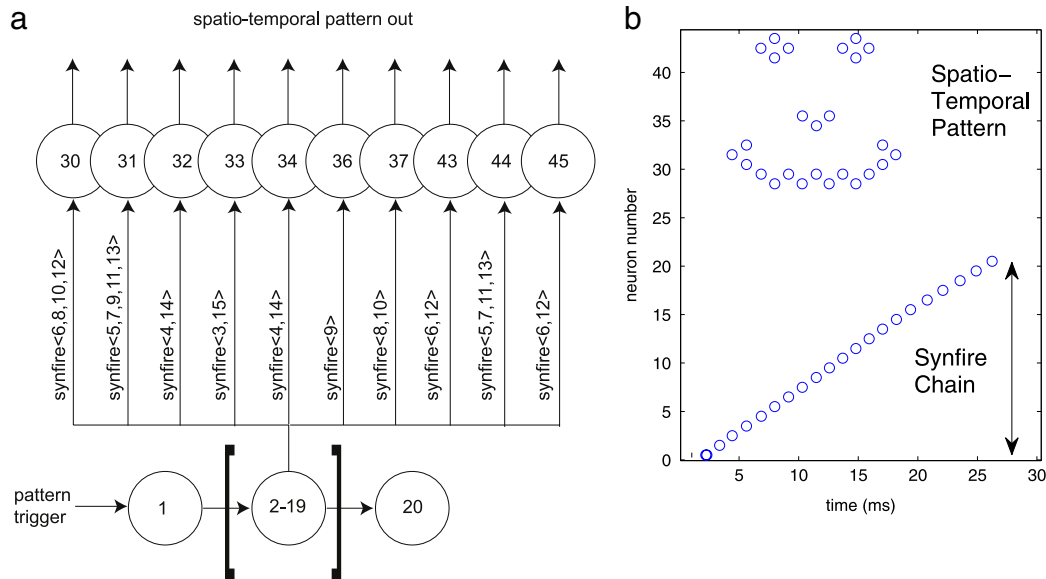 a
spatio-temporal pattern out
30 31 32 33 34 36 37 43 44 45
synfire<6,8,10,12>
synfire<5,7,9,11,13>
synfire<4,14>
synfire<3,15>
synfire<4,14>
synfire<9>
synfire<8,10>
synfire<6,12>
synfire<5,7,11,13>
synfire<6,12>
pattern
trigger
1
2-19
20
b
Spatio-
Temporal
Pattern
Synfire
Chain
neuron number
40
35
30
25
20
15
10
5
0
5 10 15 20 25 30
time (ms)